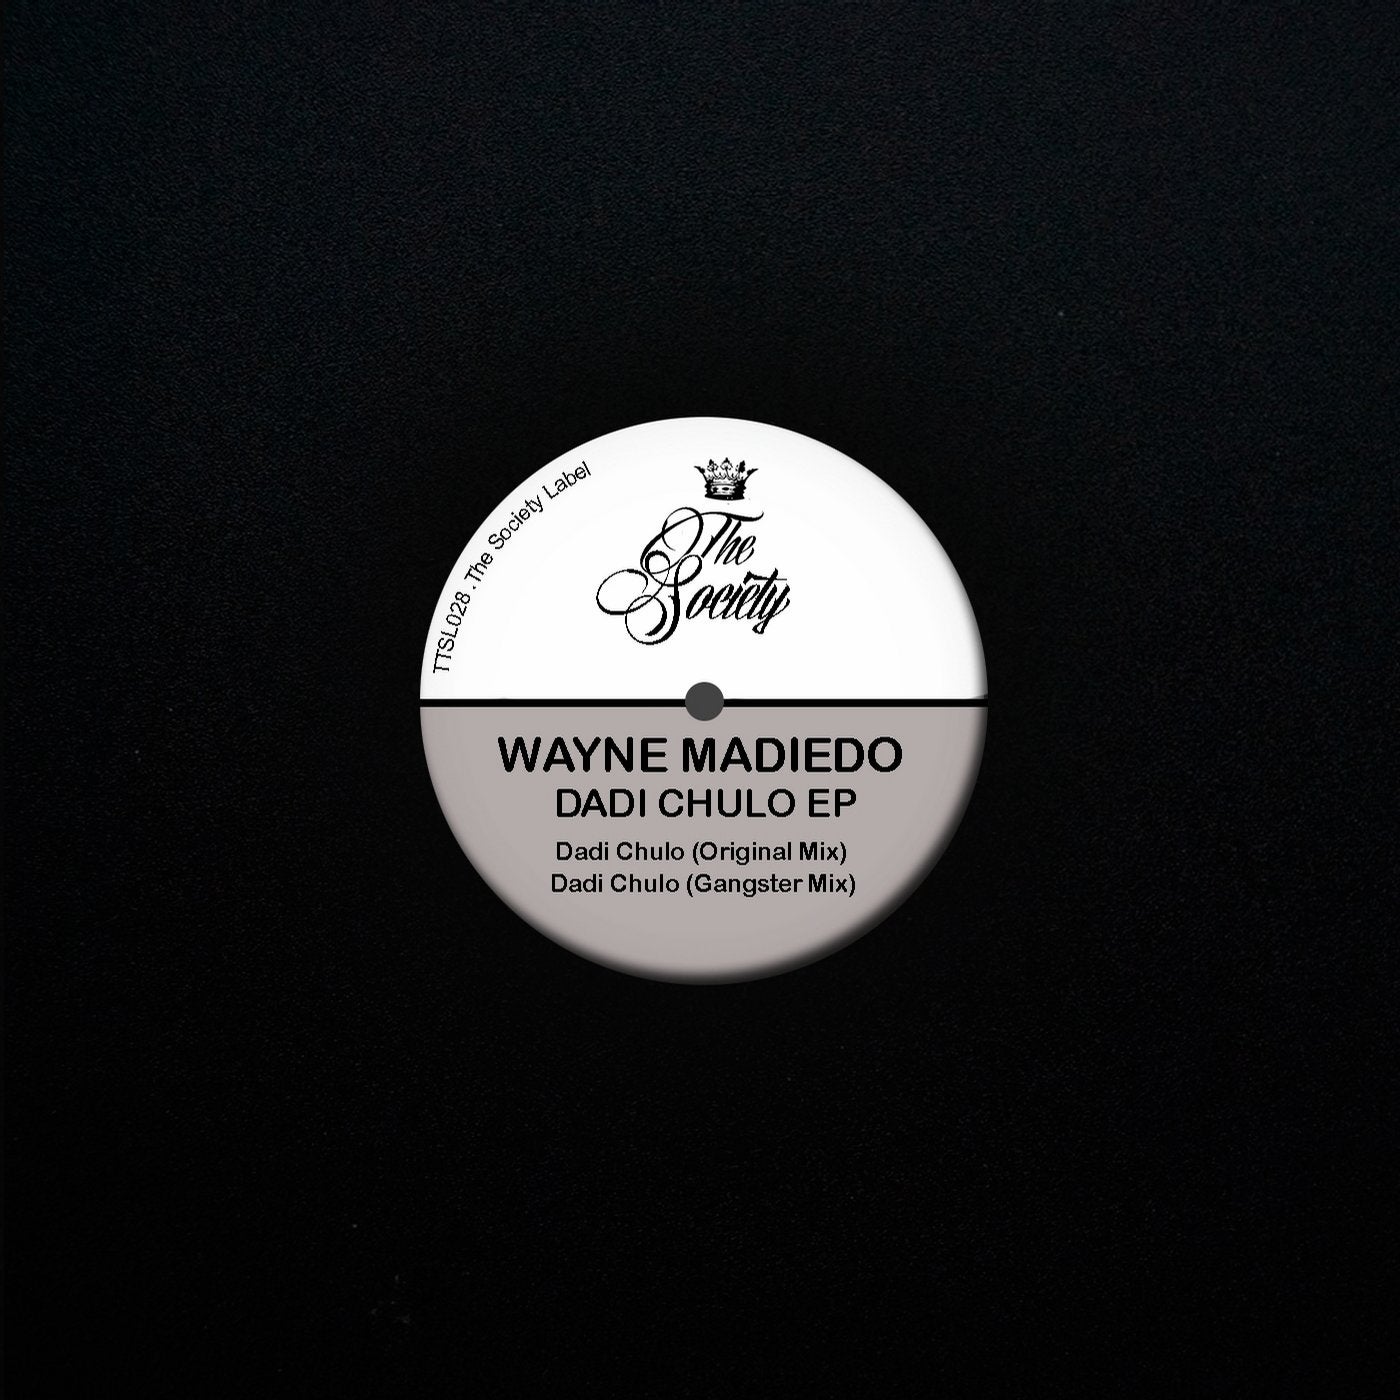 TTSL028 . The Society Label
The
Society
WAYNE MADIEDO
DADI CHULO EP
Dadi Chulo (Original Mix)
Dadi Chulo (Gangster Mix)